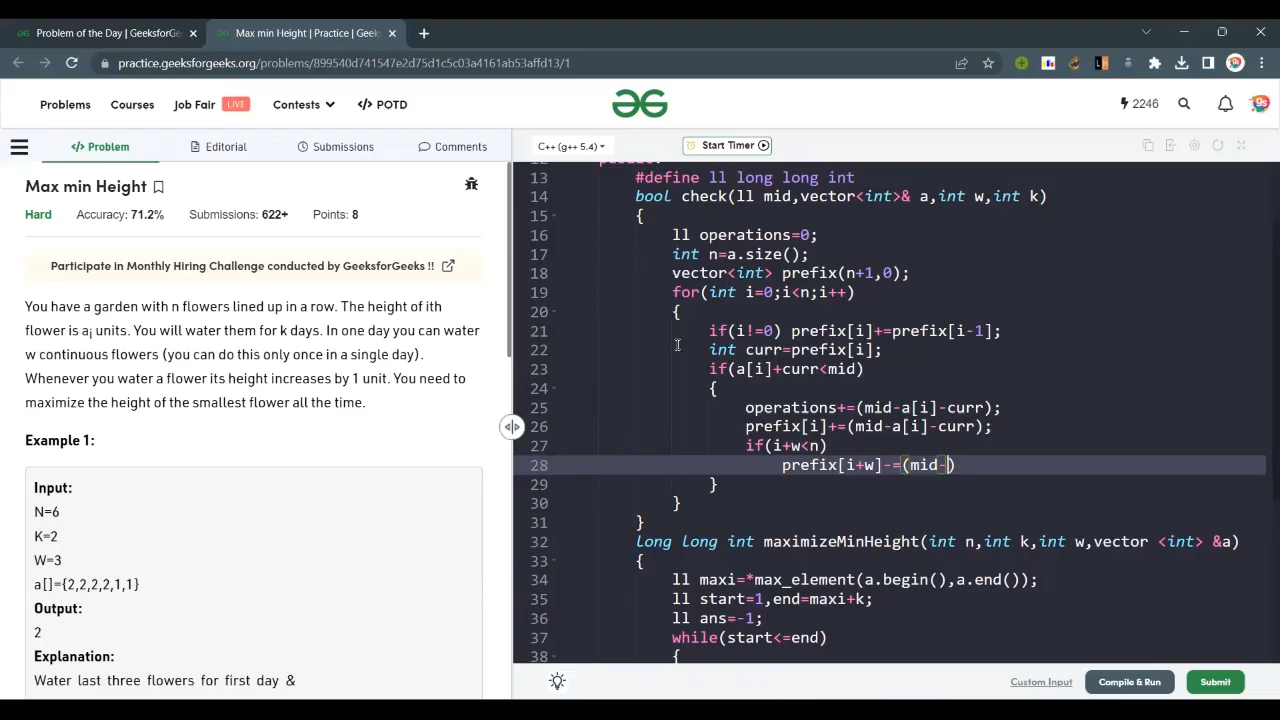 Problem of the Day | GeeksforGe
Max min Height | Practice | Geek
practice.geeksforgeeks.org/problems/899540d741547e2d75d1c5c03a4161ab53affd13/1
Problems
Courses
Job Fair LIVE
Contests
</> POTD
2246
</> Problem
Editorial
Submissions
Comments
C++ (g++ 5.4)
Start Timer
Max min Height
Hard
Accuracy: 71.2%
Submissions: 622+
Points: 8
Participate in Monthly Hiring Challenge conducted by GeeksforGeeks !!
You have a garden with n flowers lined up in a row. The height of ith
flower is ai units. You will water them for k days. In one day you can water
w continuous flowers (you can do this only once in a single day).
Whenever you water a flower its height increases by 1 unit. You need to
maximize the height of the smallest flower all the time.
Example 1:
Input:
N=6
K=2
W=3
a[]={2,2,2,2,1,1}
Output:
2
Explanation:
Water last three flowers for first day &
12 public:
13 #define ll long long int
14 bool check(ll mid,vector<int>& a,int w,int k)
15 {
16 ll operations=0;
17 int n=a.size();
18 vector<int> prefix(n+1,0);
19 for(int i=0;i<n;i++)
20 {
21 if(i!=0) prefix[i]+=prefix[i-1];
22 int curr=prefix[i];
23 if(a[i]+curr<mid)
24 {
25 operations+=(mid-a[i]-curr);
26 prefix[i]+=(mid-a[i]-curr);
27 if(i+w<n)
28 prefix[i+w]-=(mid-)
29 }
30 }
31 }
32 long long int maximizeMinHeight(int n,int k,int w,vector <int> &a)
33 {
34 ll maxi=*max_element(a.begin(),a.end());
35 ll start=1,end=maxi+k;
36 ll ans=-1;
37 while(start<=end)
38 {
Custom Input
Compile & Run
Submit